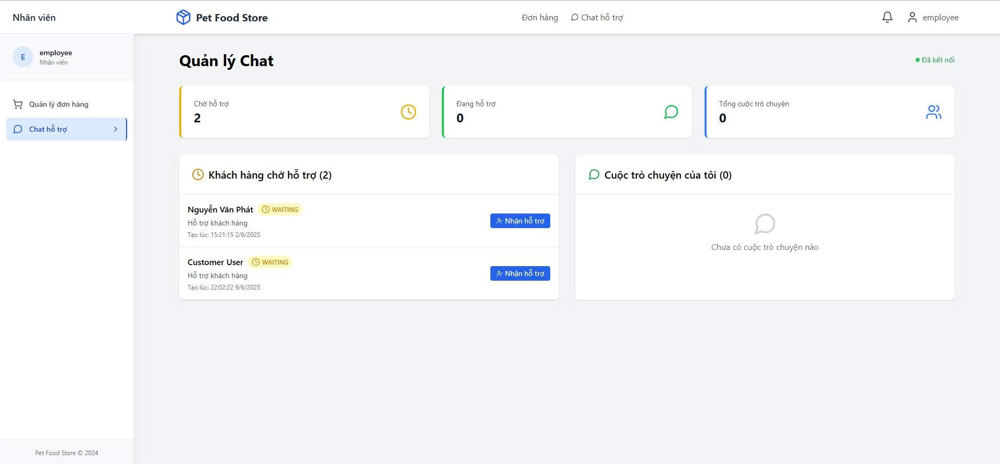 Nhân viên
Pet Food Store
Đơn hàng
Chat hỗ trợ
employee
E
employee
Nhân viên
Quản lý đơn hàng
Chat hỗ trợ
Quản lý Chat
Đã kết nối
Chờ hỗ trợ
2
Đang hỗ trợ
0
Tổng cuộc trò chuyện
0
Khách hàng chờ hỗ trợ (2)
Nguyễn Văn Phát WAITING
Hỗ trợ khách hàng
Tạo lúc: 15:21:15 2/6/2025
Nhận hỗ trợ
Customer User WAITING
Hỗ trợ khách hàng
Tạo lúc: 22:02:22 9/6/2025
Nhận hỗ trợ
Cuộc trò chuyện của tôi (0)
Chưa có cuộc trò chuyện nào
Pet Food Store © 2024